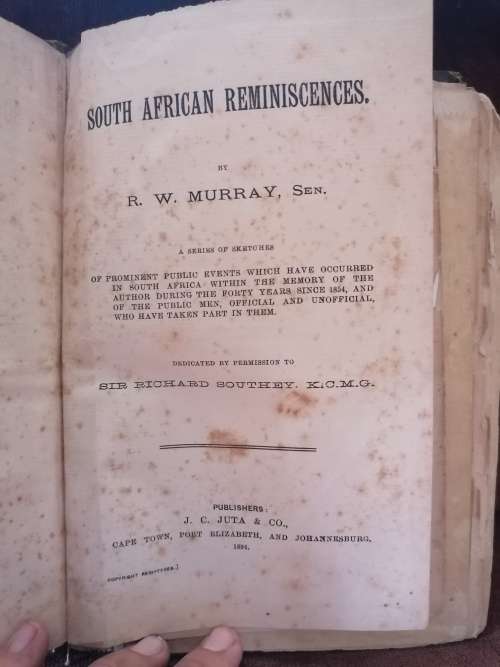 SOUTH AFRICAN REMINISCENCES.
BY
R. W. MURRAY, SEN.
A SERIES OF SKETCHES
OF PROMINENT PUBLIC EVENTS WHICH HAVE OCCURRED
IN SOUTH AFRICA WITHIN THE MEMORY OF THE
AUTHOR DURING THE FORTY YEARS SINCE 1854, AND
OF THE PUBLIC MEN, OFFICIAL AND UNOFFICIAL,
WHO HAVE TAKEN PART IN THEM.
DEDICATED BY PERMISSION TO
SIR RICHARD SOUTHEY, K.C.M.G.
PUBLISHERS:
J. C. JUTA & CO.,
CAPE TOWN, PORT ELIZABETH, AND JOHANNESBURG.
1894.
COPYRIGHT REGISTERED.]